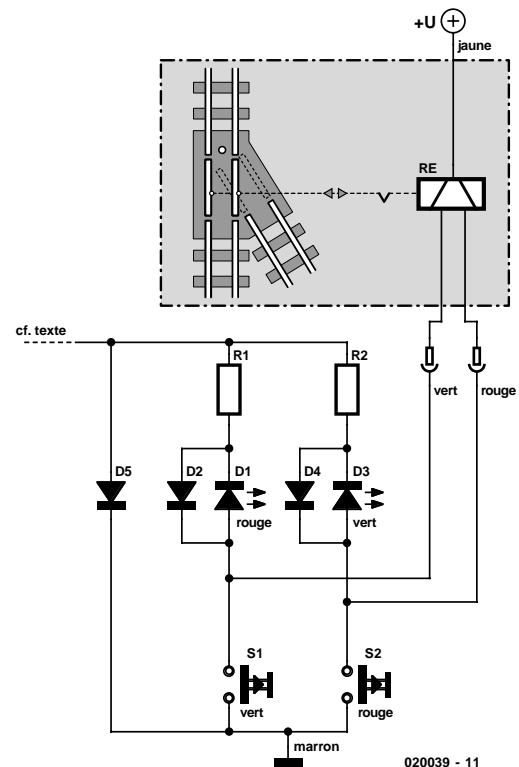 +U
jaune
RE
cf. texte
R1
R2
vert
rouge
D5
D2
D1
D4
D3
rouge
vert
S1
S2
vert
rouge
marron
020039 - 11